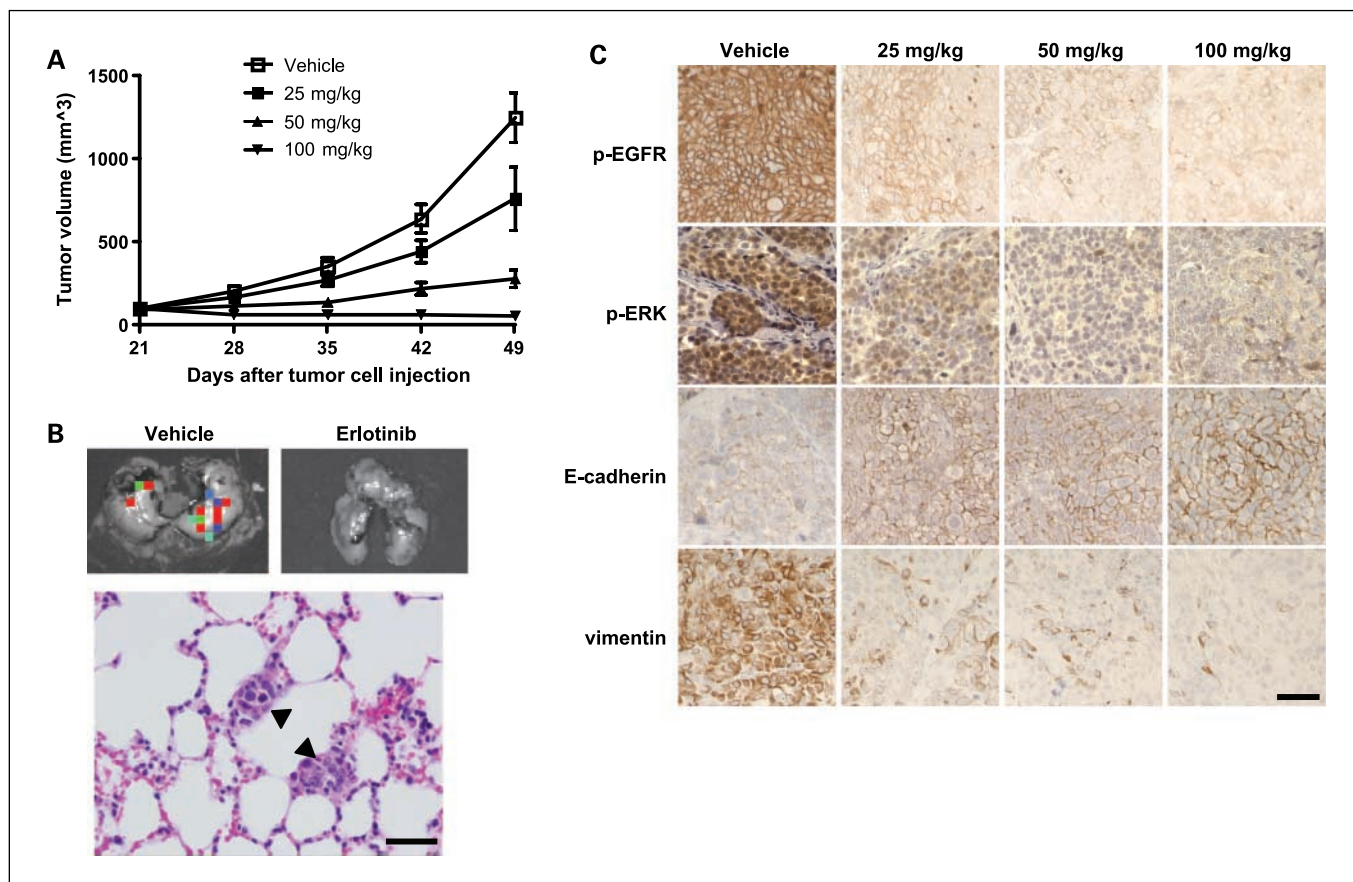 A
Vehicle
25 mg/kg
50 mg/kg
100 mg/kg
Tumor volume (mm^3)
1500
1000
500
0
21 28 35 42 49
Days after tumor cell injection
B
Vehicle Erlotinib
C
Vehicle 25 mg/kg 50 mg/kg 100 mg/kg
p-EGFR
p-ERK
E-cadherin
vimentin